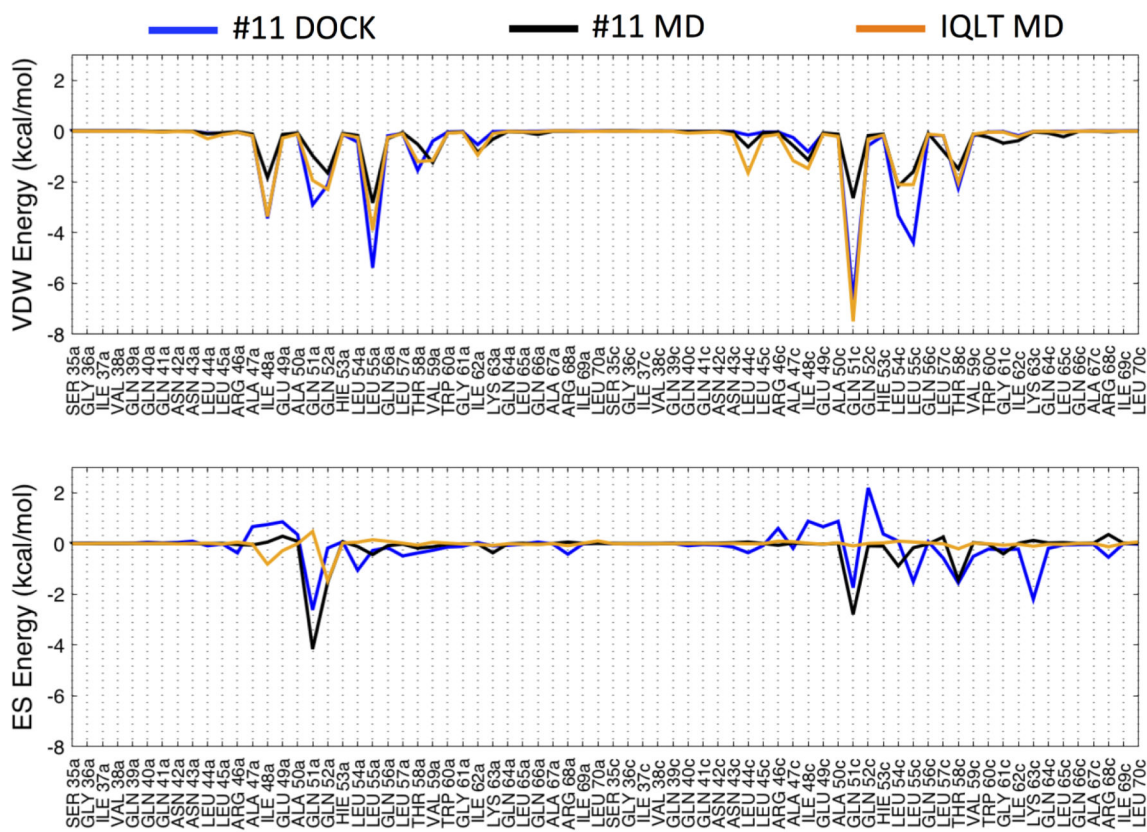 #11 DOCK
#11 MD
IQLT MD
VDW Energy (kcal/mol)
2
0
-2
-4
-6
-8
SER 35a
GLY 36a
ILE 37a
VAL 38a
GLN 39a
GLN 40a
GLN 41a
ASN 42a
ASN 43a
LEU 44a
LEU 45a
ARG 46a
ALA 47a
ILE 48a
GLU 49a
ALA 50a
GLN 51a
GLN 52a
HIE 53a
LEU 54a
LEU 55a
GLN 56a
LEU 57a
THR 58a
VAL 59a
TRP 60a
GLY 61a
ILE 62a
LYS 63a
GLN 64a
LEU 65a
GLN 66a
ALA 67a
ARG 68a
ILE 69a
LEU 70a
SER 35c
GLY 36c
ILE 37c
VAL 38c
GLN 39c
GLN 40c
GLN 41c
ASN 42c
ASN 43c
LEU 44c
LEU 45c
ARG 46c
ALA 47c
ILE 48c
GLU 49c
ALA 50c
GLN 51c
GLN 52c
HIE 53c
LEU 54c
LEU 55c
GLN 56c
LEU 57c
THR 58c
VAL 59c
TRP 60c
GLY 61c
ILE 62c
LYS 63c
GLN 64c
LEU 65c
GLN 66c
ALA 67c
ARG 68c
ILE 69c
LEU 70c
ES Energy (kcal/mol)
2
0
-2
-4
-6
-8
SER 35a
GLY 36a
ILE 37a
VAL 38a
GLN 39a
GLN 40a
GLN 41a
ASN 42a
ASN 43a
LEU 44a
LEU 45a
ARG 46a
ALA 47a
ILE 48a
GLU 49a
ALA 50a
GLN 51a
GLN 52a
HIE 53a
LEU 54a
LEU 55a
GLN 56a
LEU 57a
THR 58a
VAL 59a
TRP 60a
GLY 61a
ILE 62a
LYS 63a
GLN 64a
LEU 65a
GLN 66a
ALA 67a
ARG 68a
ILE 69a
LEU 70a
SER 35c
GLY 36c
ILE 37c
VAL 38c
GLN 39c
GLN 40c
GLN 41c
ASN 42c
ASN 43c
LEU 44c
LEU 45c
ARG 46c
ALA 47c
ILE 48c
GLU 49c
ALA 50c
GLN 51c
GLN 52c
HIE 53c
LEU 54c
LEU 55c
GLN 56c
LEU 57c
THR 58c
VAL 59c
TRP 60c
GLY 61c
ILE 62c
LYS 63c
GLN 64c
LEU 65c
GLN 66c
ALA 67c
ARG 68c
ILE 69c
LEU 70c